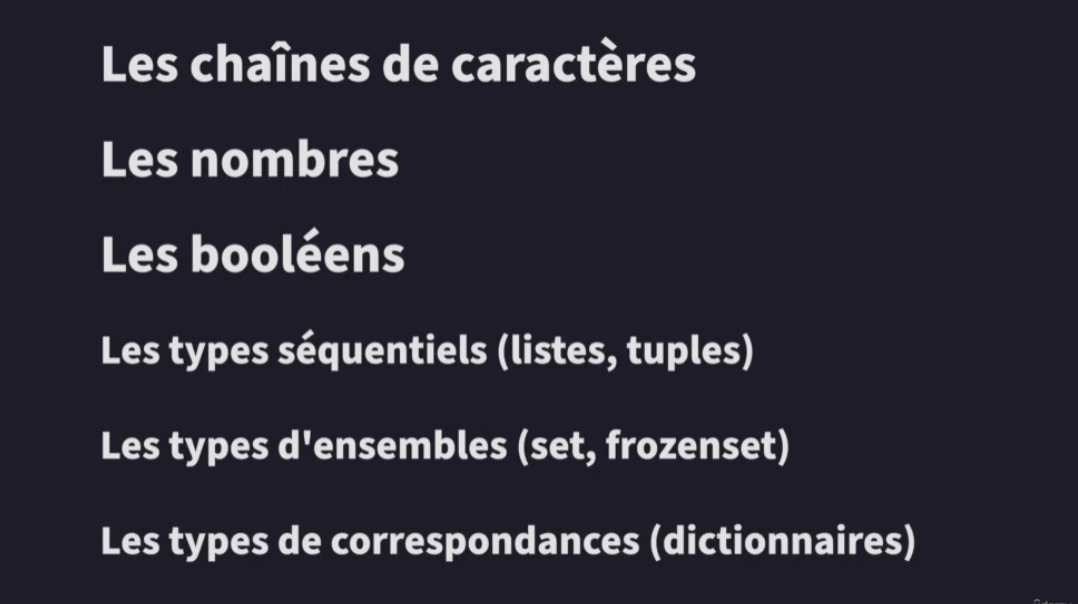 Les chaînes de caractères
Les nombres
Les booléens
Les types séquentiels (listes, tuples)
Les types d'ensembles (set, frozenset)
Les types de correspondances (dictionnaires)